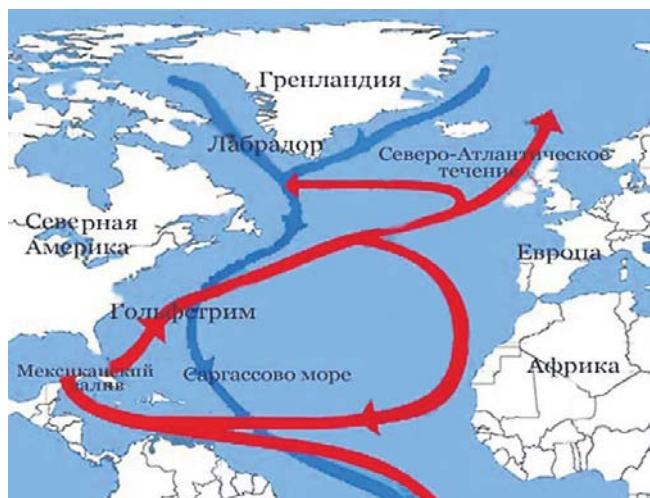 Гренландия
Лабрадор
Северо-Атлантическое
течение
Северная
Америка
Европа
Гольфстрим
Мексиканский
залив
Саргассово море
Африка